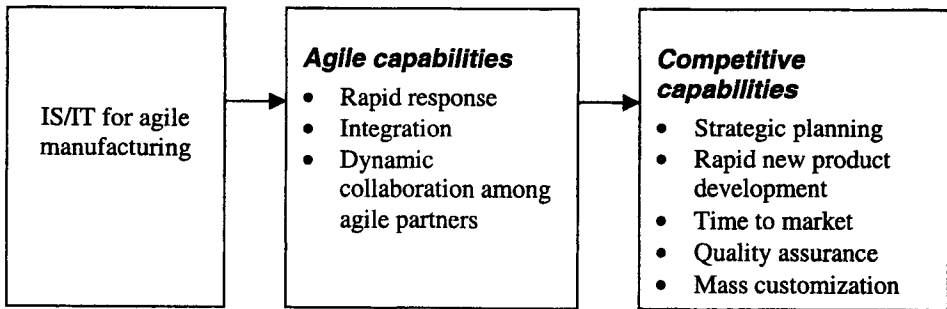 IS/IT for agile
manufacturing
Agile capabilities
• Rapid response
• Integration
• Dynamic
collaboration among
agile partners
Competitive
capabilities
• Strategic planning
• Rapid new product
development
• Time to market
• Quality assurance
• Mass customization